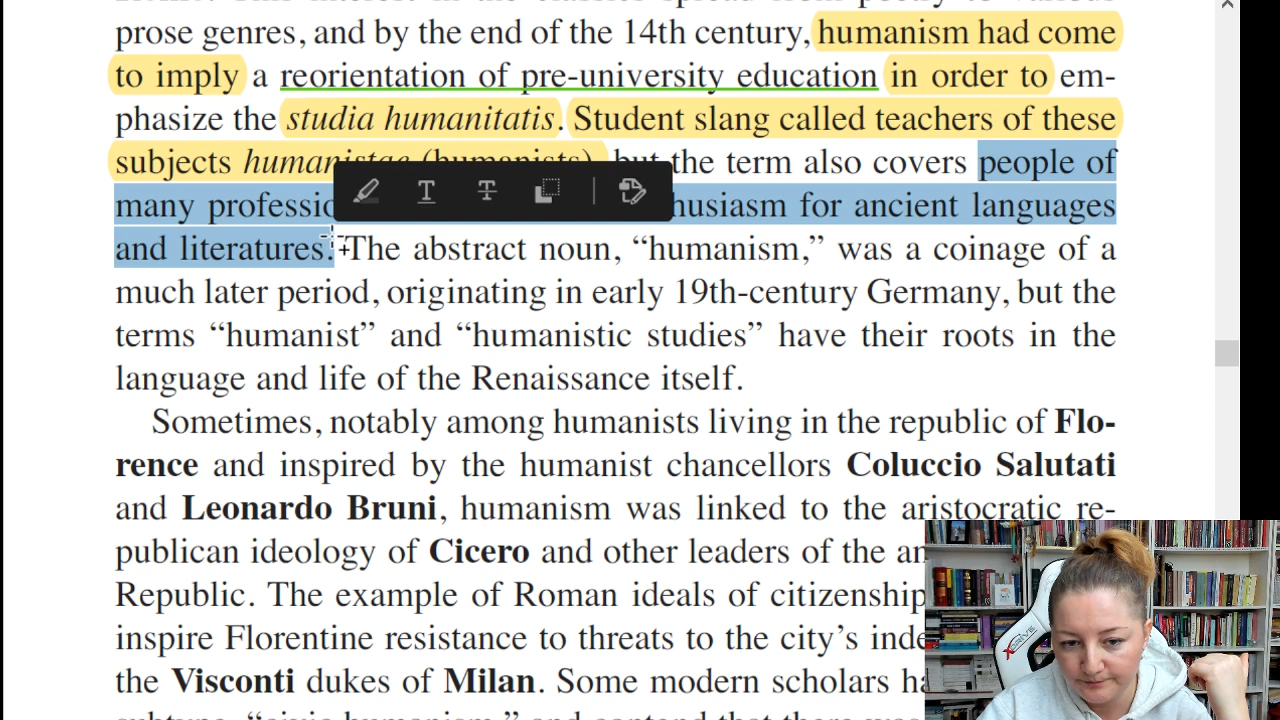 prose genres, and by the end of the 14th century, humanism had come
to imply a reorientation of pre-university education in order to em-
phasize the studia humanitatis. Student slang called teachers of these
subjects humanistae (humanists), but the term also covers people of
many professio husiasm for ancient languages
and literatures. The abstract noun, “humanism,” was a coinage of a
much later period, originating in early 19th-century Germany, but the
terms “humanist” and “humanistic studies” have their roots in the
language and life of the Renaissance itself.
Sometimes, notably among humanists living in the republic of Flo-
rence and inspired by the humanist chancellors Coluccio Salutati
and Leonardo Bruni, humanism was linked to the aristocratic re-
publican ideology of Cicero and other leaders of the an
Republic. The example of Roman ideals of citizenship
inspire Florentine resistance to threats to the city’s inde
the Visconti dukes of Milan. Some modern scholars ha